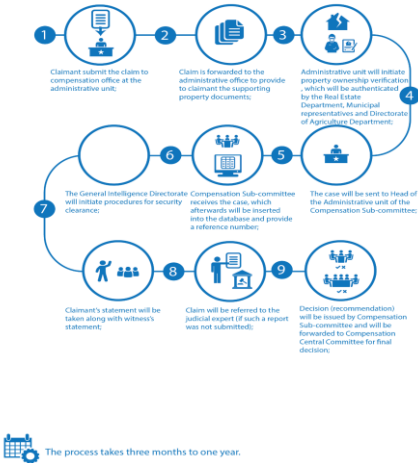 1
2
3
Claimant submit the claim to
compensation office at the
administrative unit;
Claim is forwarded to the
administrative office to provide
to claimant the supporting
property documents;
Administrative unit will initiate
property ownership verification
, which will be authenticated
by the Real Estate
Department, Municipal
representatives and Directorate
of Agriculture Department;
4
6
5
The General Intelligence Directorate
will initiate procedures for security
clearance;
Compensation Sub-committee
receives the case, which
afterwards will be inserted
into the database and provide
a reference number;
The case will be sent to Head of
the Administrative unit of the
Compensation Sub-committee;
7
8
9
Claimant's statement will be
taken along with witness's
statement;
Claim will be referred to the
judicial expert (if such a report
was not submitted);
Decision (recommendation)
will be issued by Compensation
Sub-committee and will be
forwarded to Compensation
Central Committee for final
decision;
The process takes three months to one year.